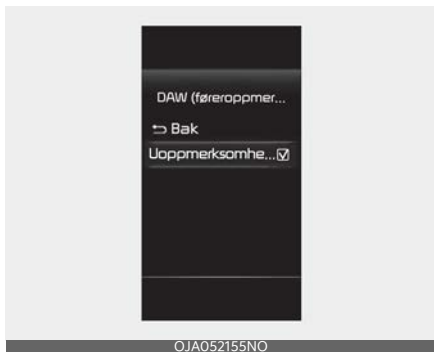 DAW (føreroppmer...
⮌ Bak
Uoppmerksomhe...☑
OJA052155NO